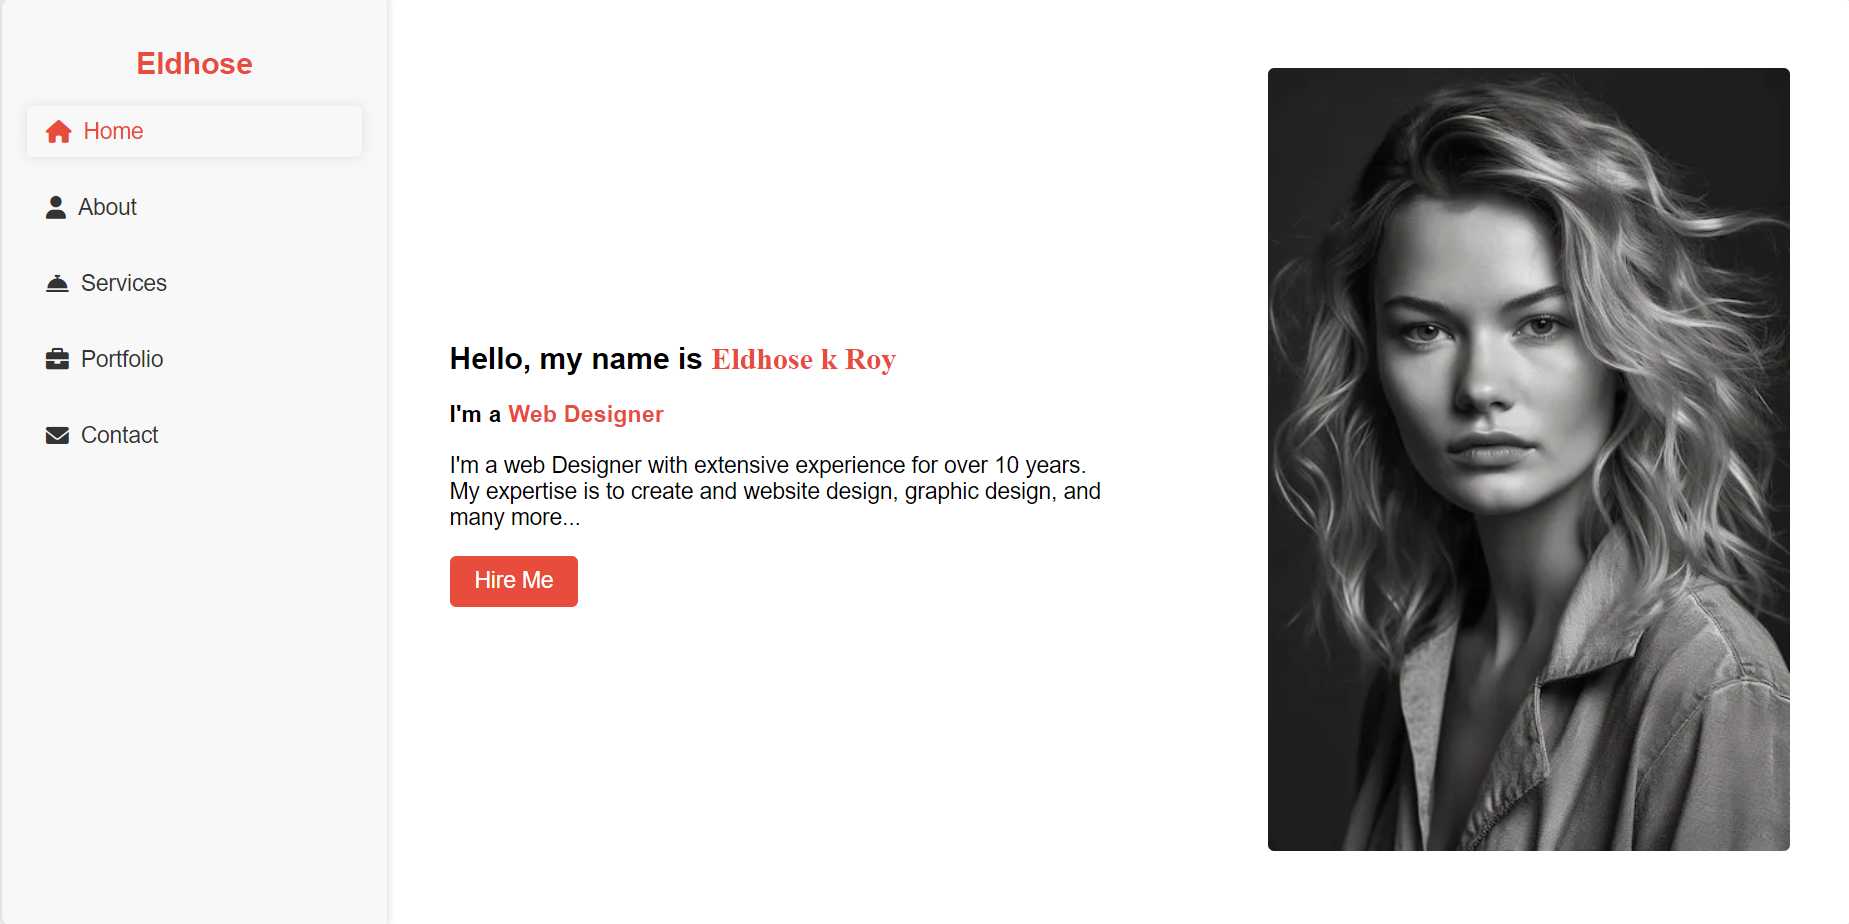 Eldhose
Home
About
Services
Portfolio
Contact
Hello, my name is Eldhose k Roy
I'm a Web Designer
I'm a web Designer with extensive experience for over 10 years.
My expertise is to create and website design, graphic design, and
many more...
Hire Me